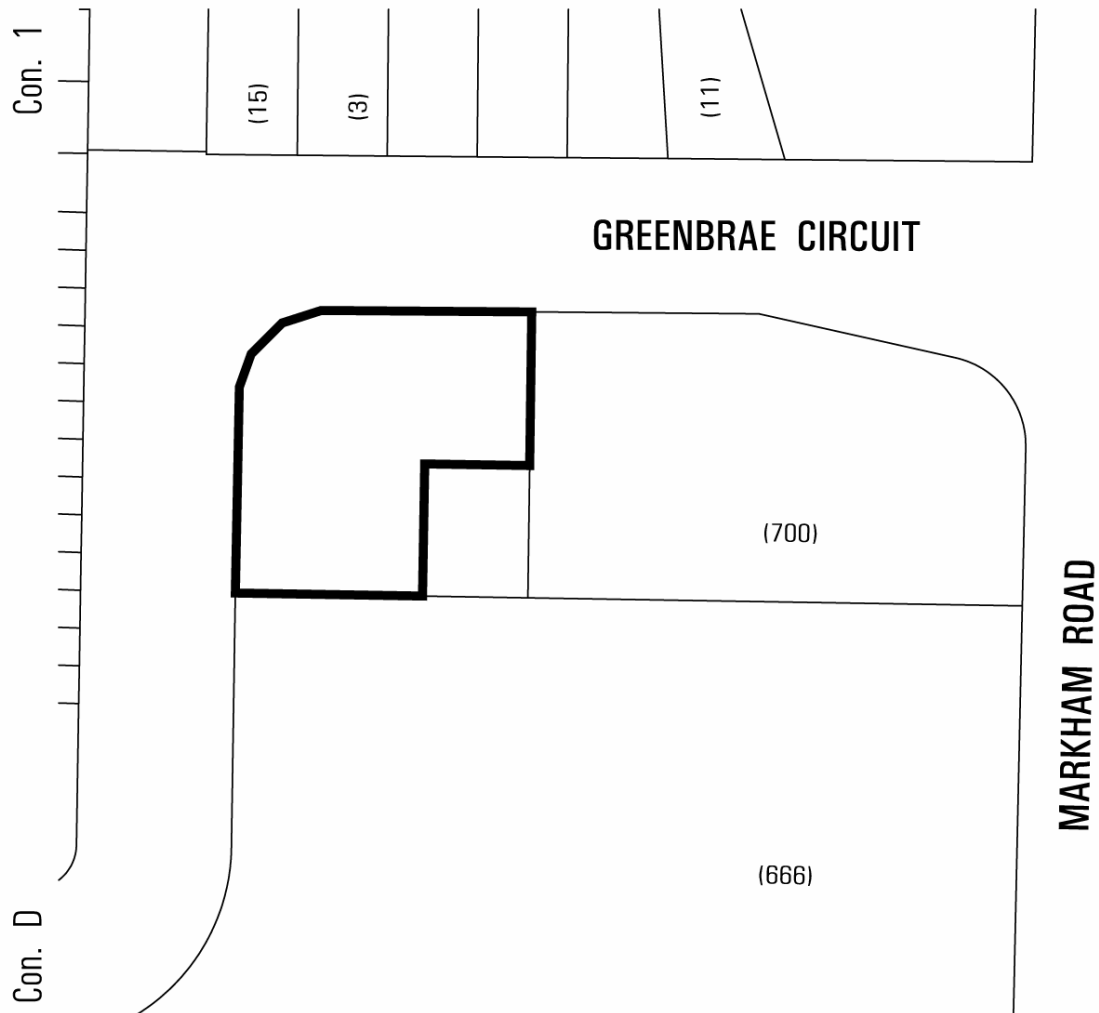 Con. 1
(15)
(3)
(11)
GREENBRAE CIRCUIT
(700)
MARKHAM ROAD
(666)
Con. D